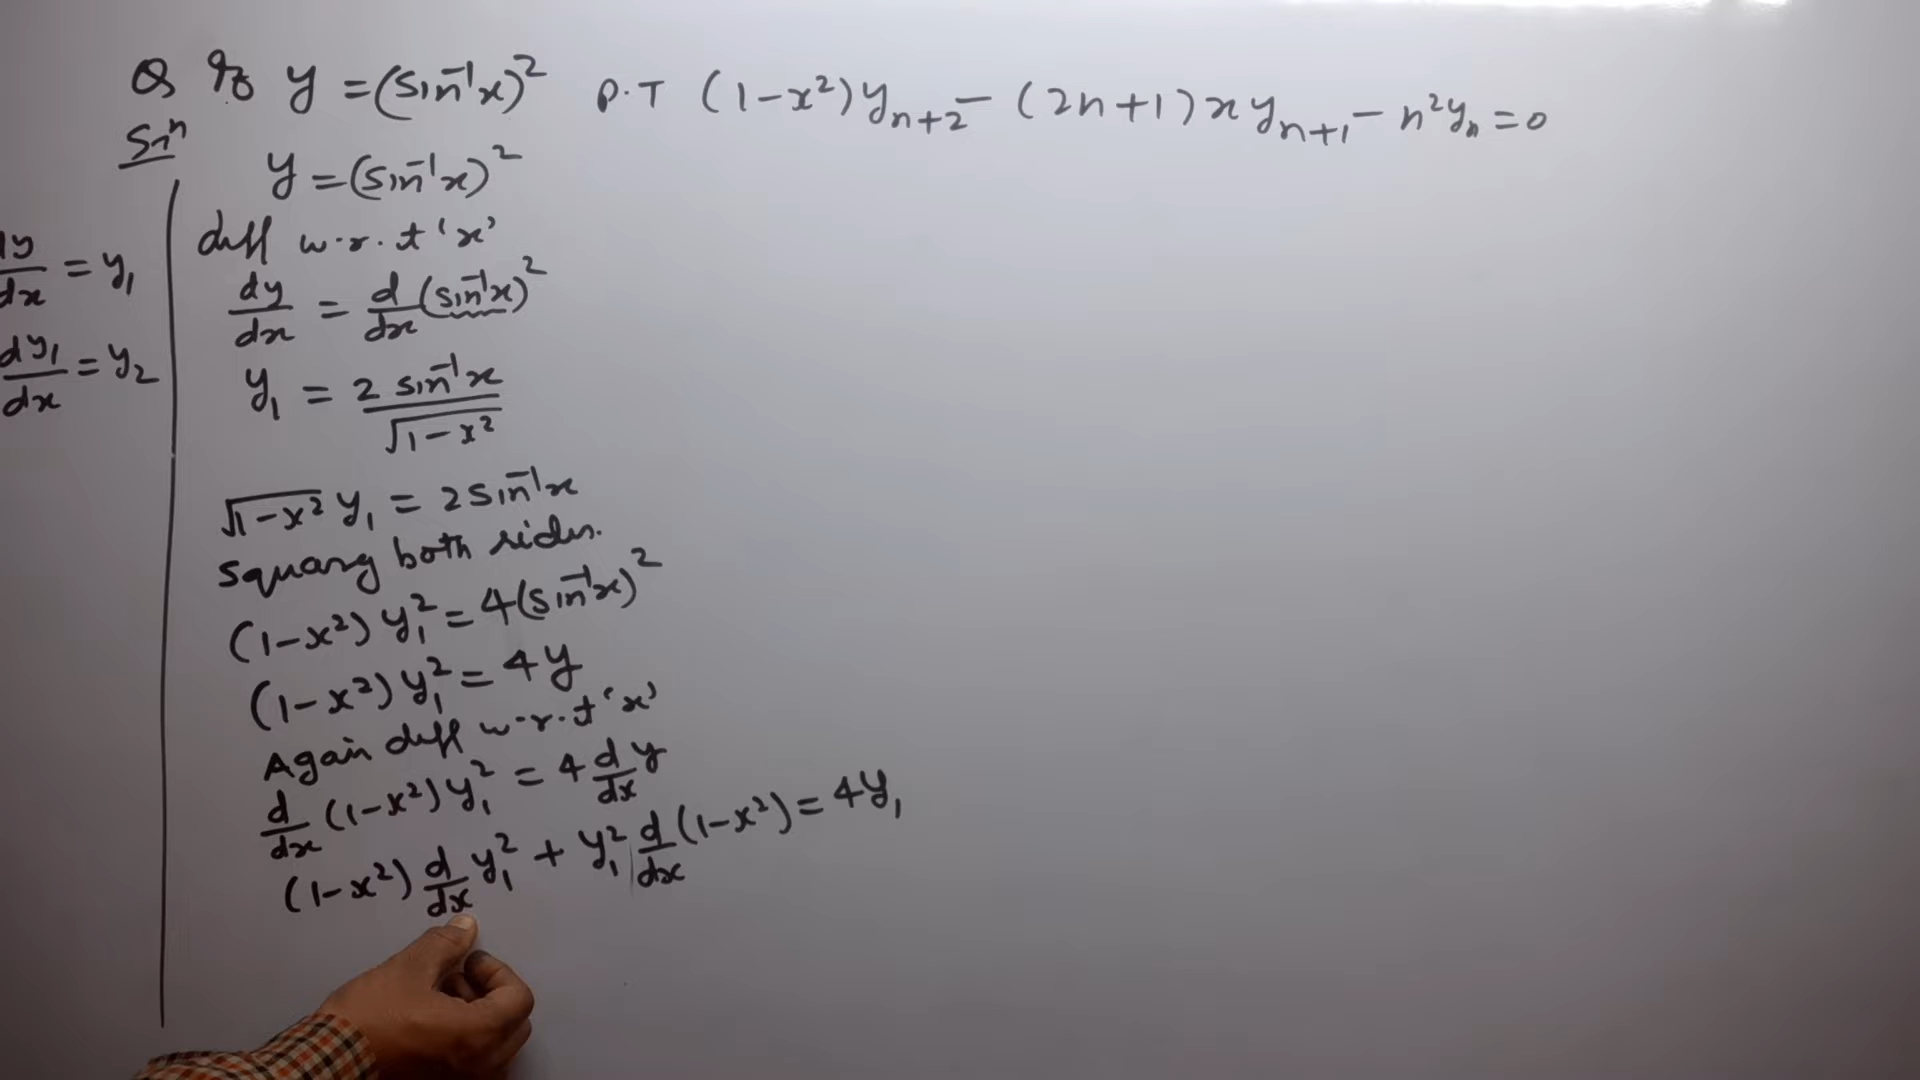 Q If y = (sin⁻¹x)² P.T (1-x²)yₙ₊₂ - (2n+1)xyₙ₊₁ - n²yₙ = 0
Solⁿ
y = (sin⁻¹x)²
diff w.r.t 'x'
dy/dx = y₁
dy/dx = d/dx (sin⁻¹x)²
dy₁/dx = y₂
y₁ = 2 sin⁻¹x / √(1-x²)
√(1-x²) y₁ = 2 sin⁻¹x
Squaring both sides.
(1-x²) y₁² = 4(sin⁻¹x)²
(1-x²) y₁² = 4y
Again diff w.r.t 'x'
d/dx (1-x²) y₁² = 4 d/dx y
(1-x²) d/dx y₁² + y₁² d/dx (1-x²) = 4y₁